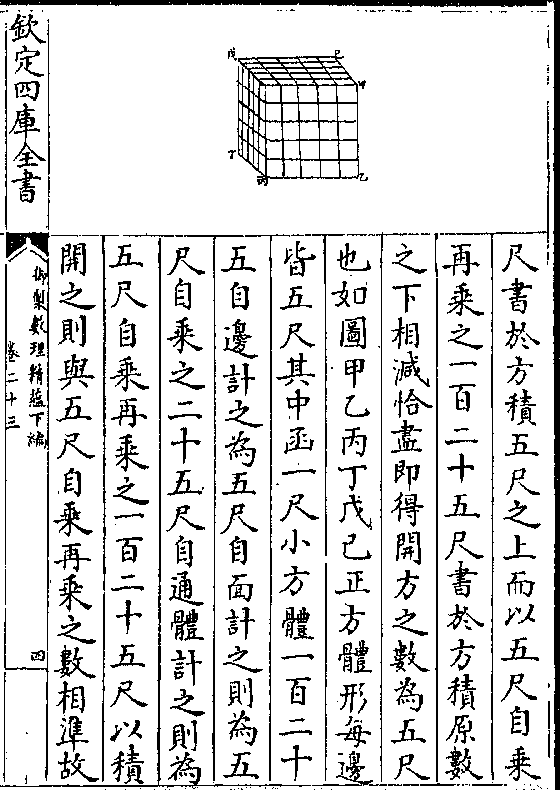 尺書於方積五尺之上而以五尺自乗
再乗之一百二十五尺書於方積原數
之下相減恰盡即得開方之數為五尺
也如圖甲乙丙丁戊己正方體形每邊
皆五尺其中函一尺小方體一百二十
五自邊計之為五尺自面計之則為五
尺自乗之二十五尺自通體計之則為
五尺自乗再乗之一百二十五尺以積
開之則與五尺自乗再乗之數相準故
欽定四庫全書
御製數理精蘊下編
卷二十三
四
戊
己
甲
丁
丙
乙